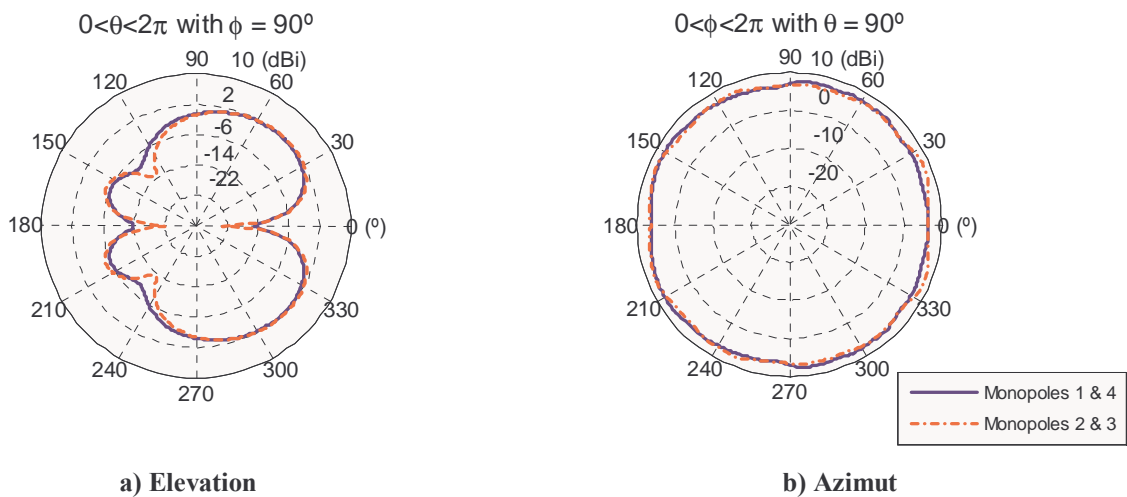 0<θ<2π with ϕ = 90º
90
10 (dBi)
120
60
2
-6
150
30
-14
-22
180
0 (º)
210
330
240
300
270
a) Elevation
0<ϕ<2π with θ = 90º
90
10 (dBi)
120
60
0
150
-10
30
-20
180
0 (º)
210
330
240
300
270
Monopoles 1 & 4
Monopoles 2 & 3
b) Azimut